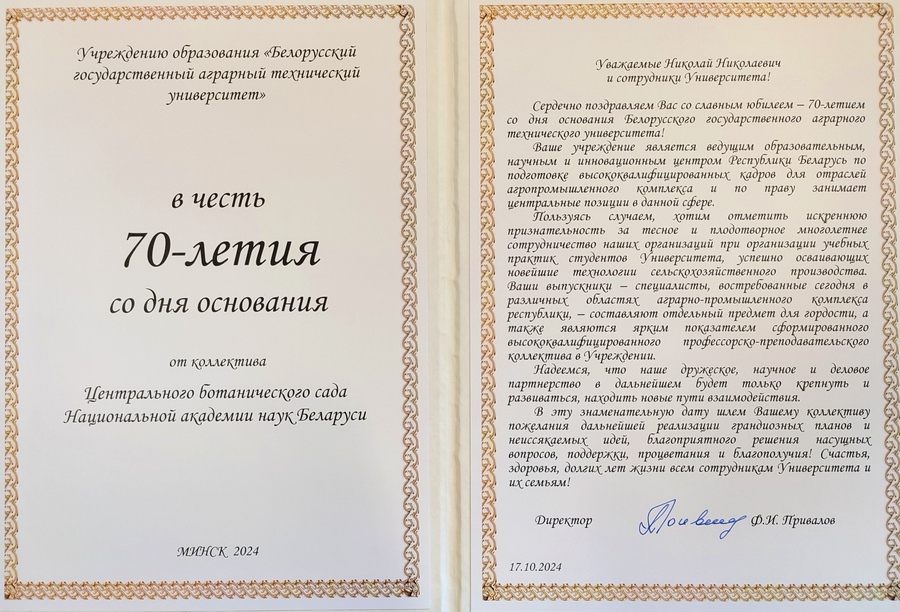 Учреждению образования «Белорусский
государственный аграрный технический
университет»
в честь
70-летия
со дня основания
от коллектива
Центрального ботанического сада
Национальной академии наук Беларуси
МИНСК 2024
Уважаемые Николай Николаевич
и сотрудники Университета!
Сердечно поздравляем Вас со славным юбилеем – 70-летием
со дня основания Белорусского государственного аграрного
технического университета!
Ваше учреждение является ведущим образовательным,
научным и инновационным центром Республики Беларусь по
подготовке высококвалифицированных кадров для отраслей
агропромышленного комплекса и по праву занимает
центральные позиции в данной сфере.
Пользуясь случаем, хотим отметить искреннюю
признательность за тесное и плодотворное многолетнее
сотрудничество наших организаций при организации учебных
практик студентов Университета, успешно осваивающих
новейшие технологии сельскохозяйственного производства.
Ваши выпускники – специалисты, востребованные сегодня в
различных областях аграрно-промышленного комплекса
республики, – составляют отдельный предмет для гордости, а
также являются ярким показателем сформированного
высококвалифицированного профессорско-преподавательского
коллектива в Учреждении.
Надеемся, что наше дружеское, научное и деловое
партнерство в дальнейшем будет только крепнуть и
развиваться, находить новые пути взаимодействия.
В эту знаменательную дату шлем Вашему коллективу
пожелания дальнейшей реализации грандиозных планов и
неиссякаемых идей, благоприятного решения насущных
вопросов, поддержки, процветания и благополучия! Счастья,
здоровья, долгих лет жизни всем сотрудникам Университета и
их семьям!
Директор Ф.И. Привалов
17.10.2024